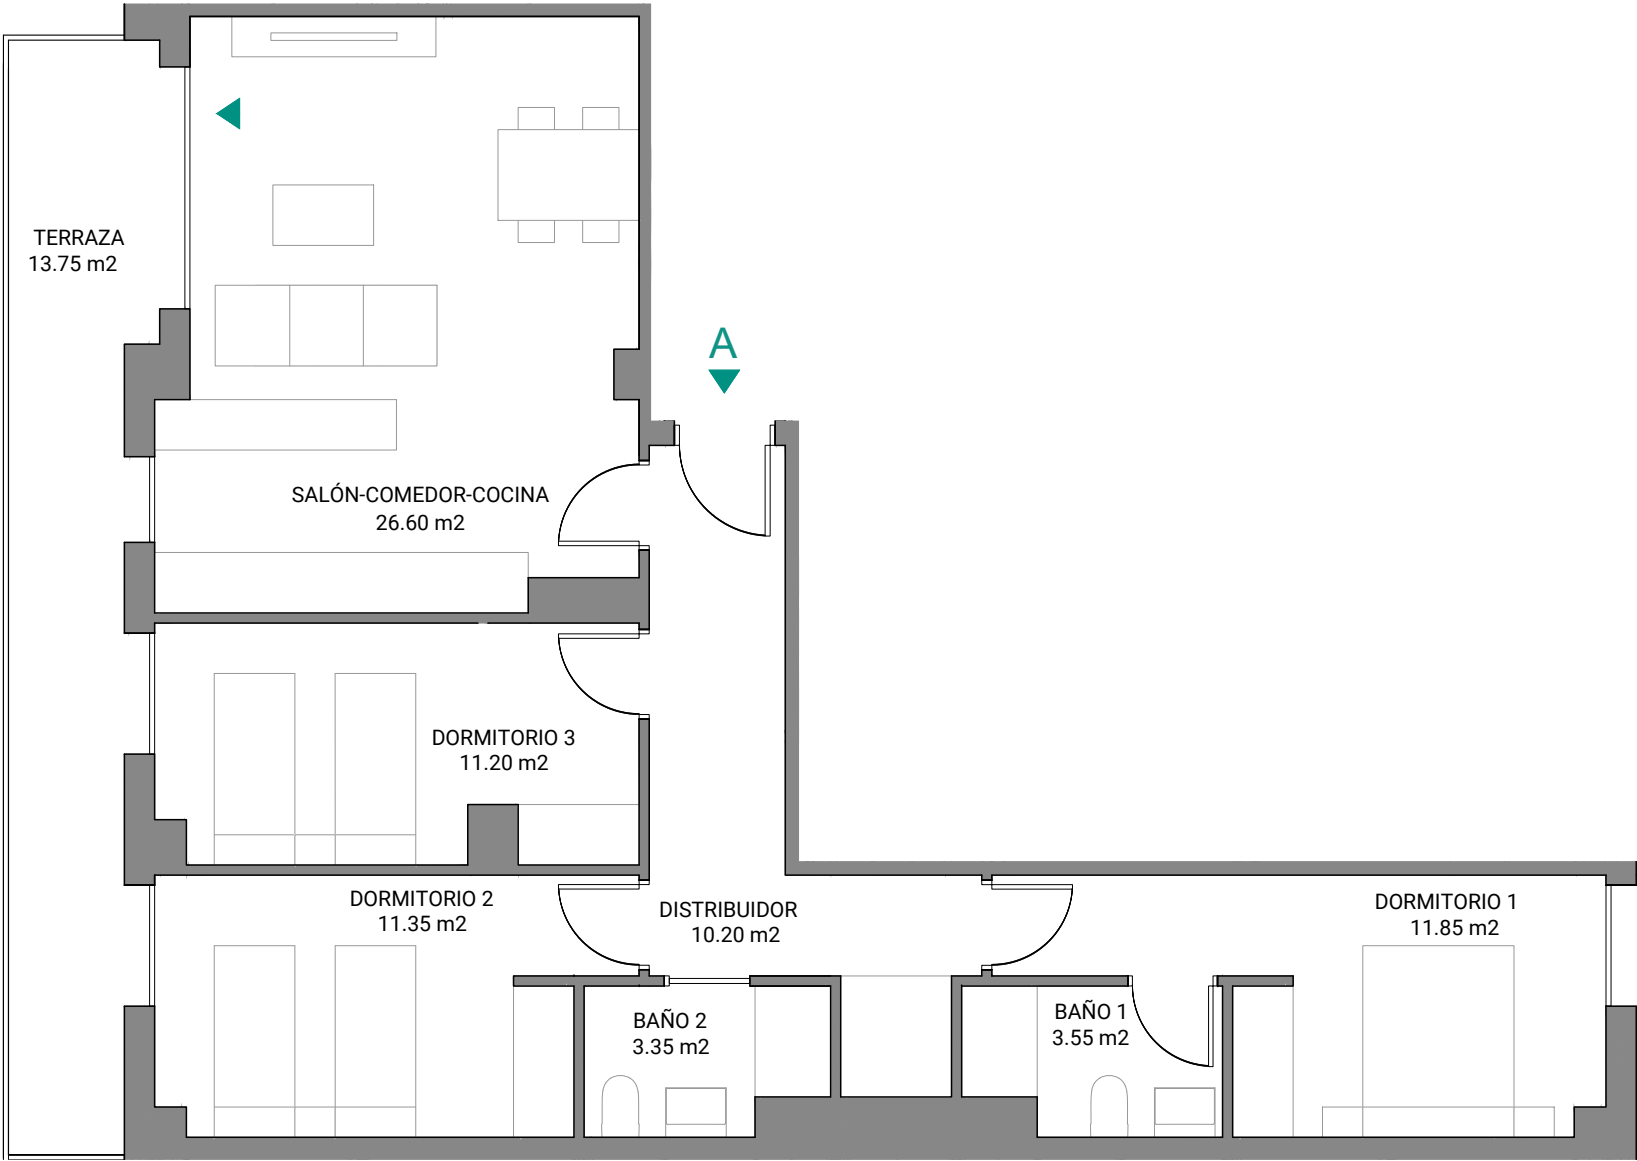 TERRAZA
13.75 m2
A
SALÓN-COMEDOR-COCINA
26.60 m2
DORMITORIO 3
11.20 m2
DORMITORIO 2
11.35 m2
DISTRIBUIDOR
10.20 m2
DORMITORIO 1
11.85 m2
BAÑO 2
3.35 m2
BAÑO 1
3.55 m2